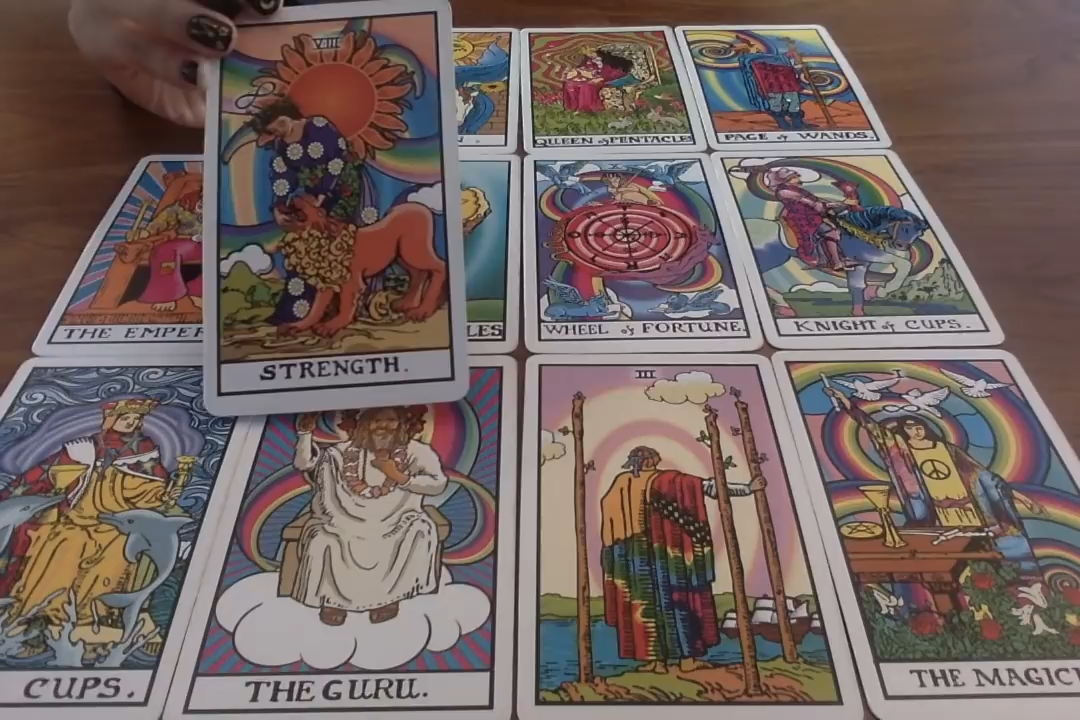 VIII
STRENGTH.
QUEEN of PENTACLES
PAGE of WANDS.
THE EMPER
LES
X
WHEEL of FORTUNE.
KNIGHT of CUPS.
CUPS.
THE GURU.
III
I
THE MAGICI